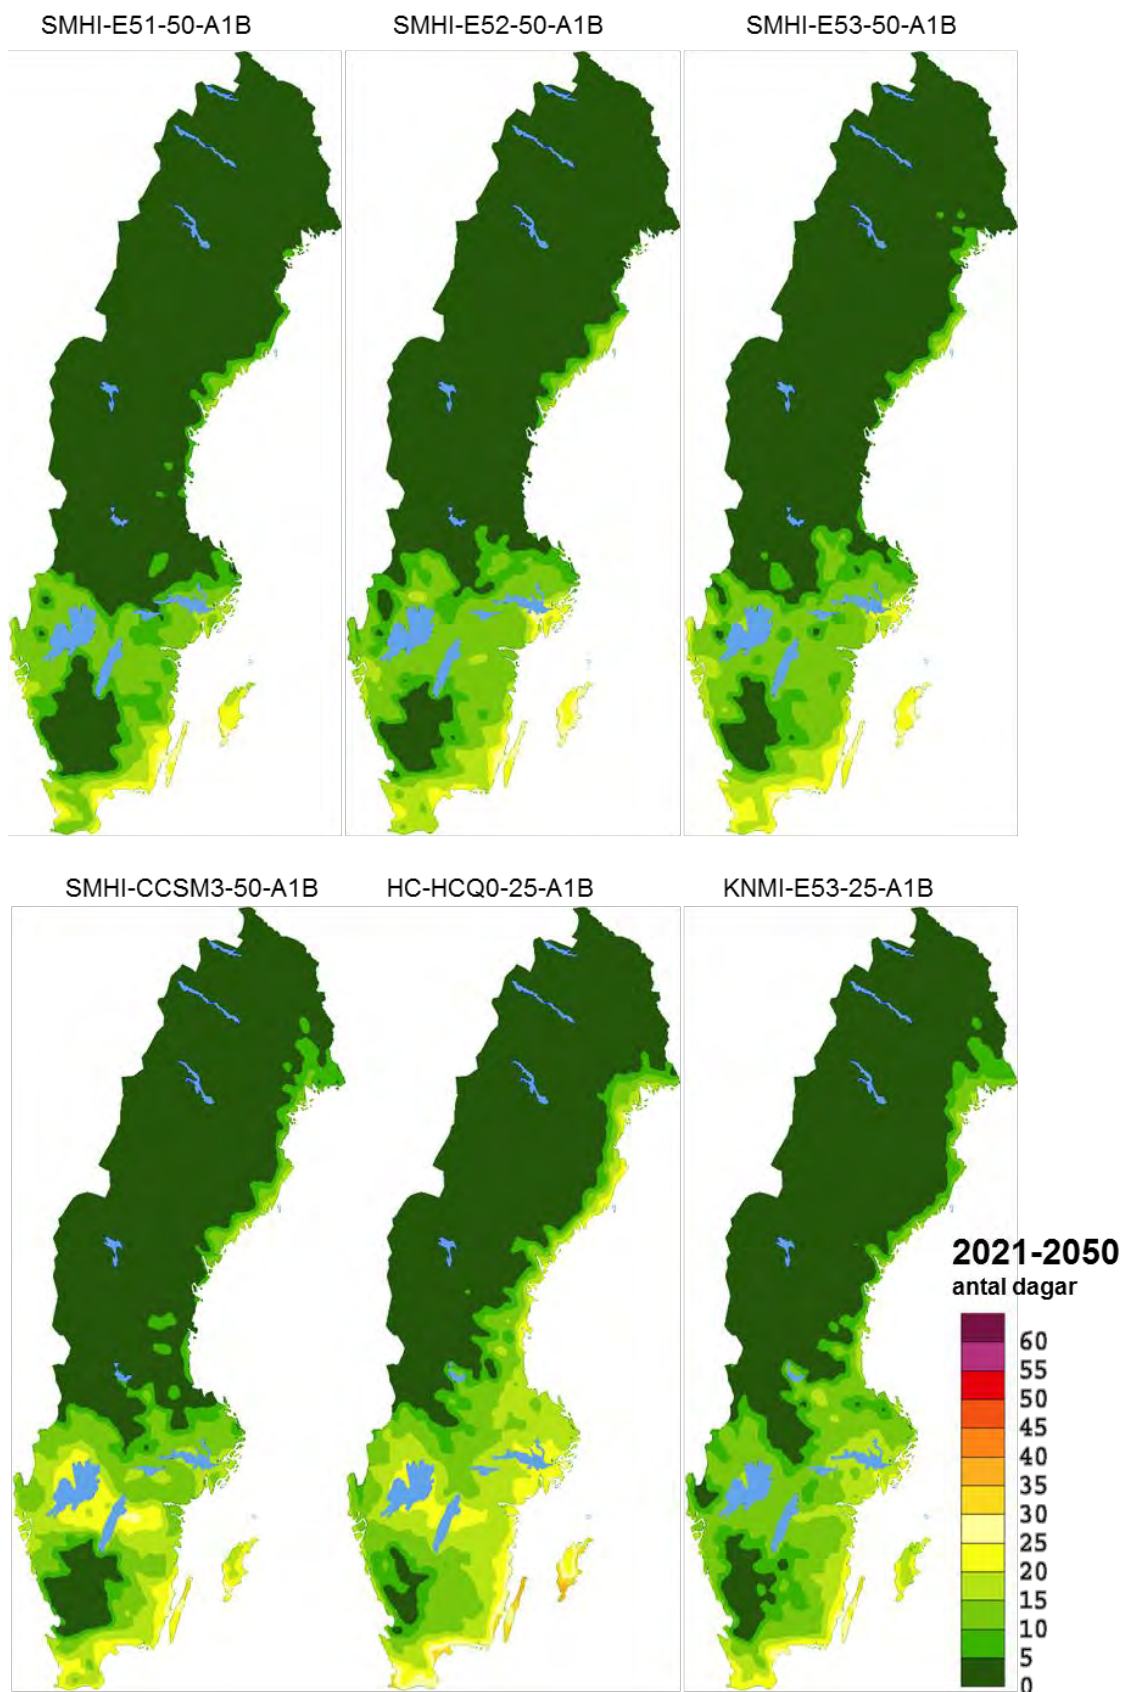 SMHI-E51-50-A1B
SMHI-E52-50-A1B
SMHI-E53-50-A1B
SMHI-CCSM3-50-A1B
HC-HCQ0-25-A1B
KNMI-E53-25-A1B
2021-2050
antal dagar
60
55
50
45
40
35
30
25
20
15
10
5
0